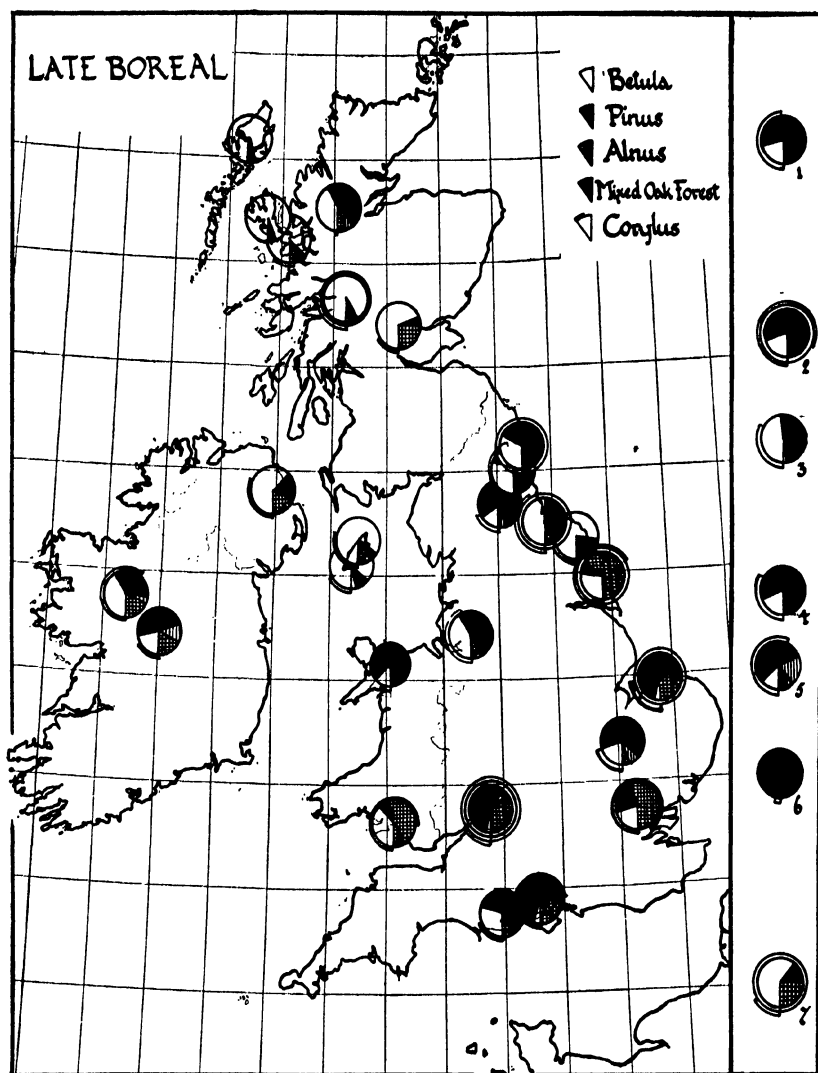 LATE BOREAL
Betula
Pinus
Alnus
Mixed Oak Forest
Corylus
1
2
3
4
5
6
7